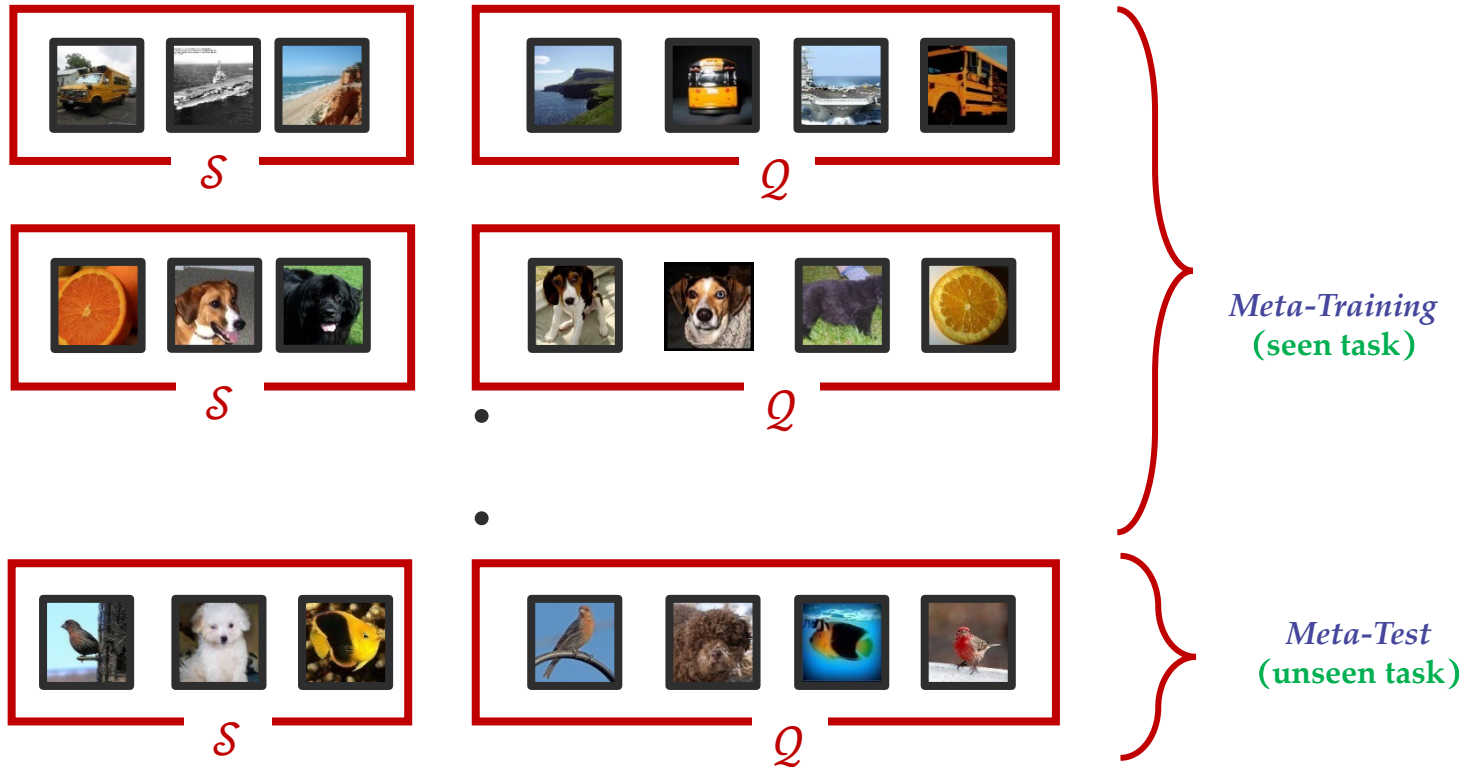 S
Q
S
Q
Meta-Training
(seen task)
S
Q
Meta-Test
(unseen task)